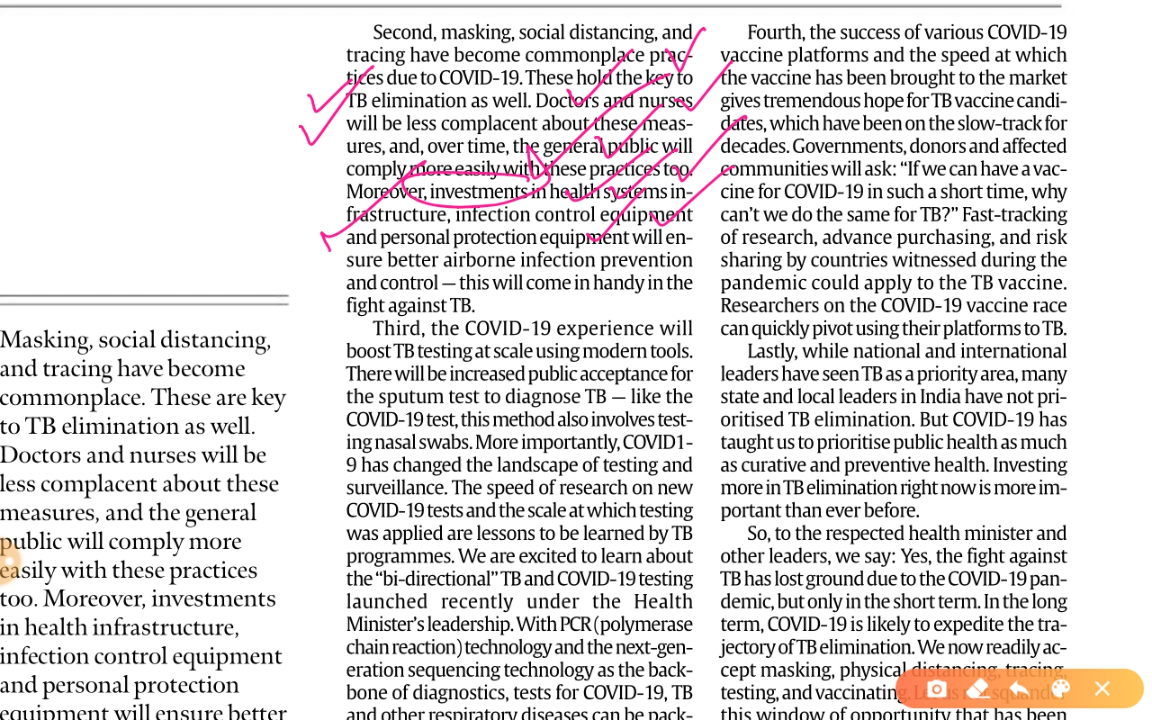 Masking, social distancing,
and tracing have become
commonplace. These are key
to TB elimination as well.
Doctors and nurses will be
less complacent about these
measures, and the general
public will comply more
easily with these practices
too. Moreover, investments
in health infrastructure,
infection control equipment
and personal protection
equipment will ensure better
Second, masking, social distancing, and
tracing have become commonplace prac-
tices due to COVID-19. These hold the key to
TB elimination as well. Doctors and nurses
will be less complacent about these meas-
ures, and, over time, the general public will
comply more easily with these practices too.
Moreover, investments in health systems in-
frastructure, infection control equipment
and personal protection equipment will en-
sure better airborne infection prevention
and control — this will come in handy in the
fight against TB.
Third, the COVID-19 experience will
boost TB testing at scale using modern tools.
There will be increased public acceptance for
the sputum test to diagnose TB — like the
COVID-19 test, this method also involves test-
ing nasal swabs. More importantly, COVID1-
9 has changed the landscape of testing and
surveillance. The speed of research on new
COVID-19 tests and the scale at which testing
was applied are lessons to be learned by TB
programmes. We are excited to learn about
the “bi-directional” TB and COVID-19 testing
launched recently under the Health
Minister’s leadership. With PCR (polymerase
chain reaction) technology and the next-gen-
eration sequencing technology as the back-
bone of diagnostics, tests for COVID-19, TB
and other respiratory diseases can be pack-
Fourth, the success of various COVID-19
vaccine platforms and the speed at which
the vaccine has been brought to the market
gives tremendous hope for TB vaccine candi-
dates, which have been on the slow-track for
decades. Governments, donors and affected
communities will ask: “If we can have a vac-
cine for COVID-19 in such a short time, why
can’t we do the same for TB?” Fast-tracking
of research, advance purchasing, and risk
sharing by countries witnessed during the
pandemic could apply to the TB vaccine.
Researchers on the COVID-19 vaccine race
can quickly pivot using their platforms to TB.
Lastly, while national and international
leaders have seen TB as a priority area, many
state and local leaders in India have not pri-
oritised TB elimination. But COVID-19 has
taught us to prioritise public health as much
as curative and preventive health. Investing
more in TB elimination right now is more im-
portant than ever before.
So, to the respected health minister and
other leaders, we say: Yes, the fight against
TB has lost ground due to the COVID-19 pan-
demic, but only in the short term. In the long
term, COVID-19 is likely to expedite the tra-
jectory of TB elimination. We now readily ac-
cept masking, physical distancing, tracing,
testing, and vaccinating.
this window of opportunity that has been